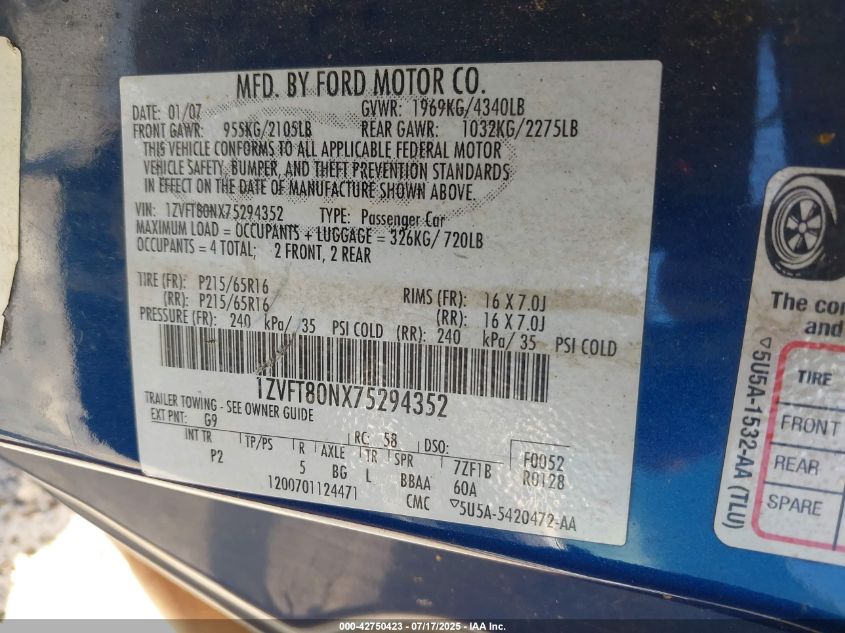 MFD. BY FORD MOTOR CO.
DATE: 01/07 GVWR: 1969KG/4340LB
FRONT GAWR: 955KG/2105LB REAR GAWR: 1032KG/2275LB
THIS VEHICLE CONFORMS TO ALL APPLICABLE FEDERAL MOTOR
VEHICLE SAFETY, BUMPER, AND THEFT PREVENTION STANDARDS
IN EFFECT ON THE DATE OF MANUFACTURE SHOWN ABOVE.
VIN: 1ZVFT80NX75294352 TYPE: Passenger Car
MAXIMUM LOAD = OCCUPANTS + LUGGAGE = 326KG/720LB
OCCUPANTS = 4 TOTAL; 2 FRONT, 2 REAR
TIRE (FR): P215/65R16 RIMS (FR): 16 X 7.0J
(RR): P215/65R16 (RR): 16 X 7.0J
PRESSURE (FR): 240 kPa/ 35 PSI COLD (RR): 240 kPa/ 35 PSI COLD
1ZVFT80NX75294352
TRAILER TOWING - SEE OWNER GUIDE
EXT PNT: G9 RC: 58 DSO: F0052
INT TR TP/PS R AXLE TR SPR 7ZF1B R0128
P2 5 BG L BBAA 60A
1200701124471 CMC ▽5U5A-5420472-AA
The co
and
▽5U5A-1532-AA (TLU)
TIRE
FRONT
REAR
SPARE
000-42750423 - 07/17/2025 - IAA Inc.